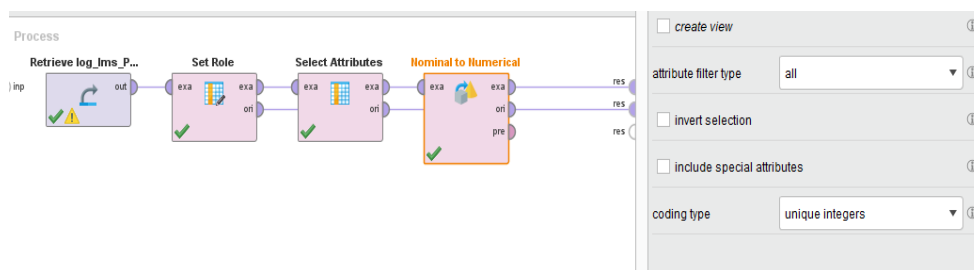 Process
Retrieve log_lms_P...
Set Role
Select Attributes
Nominal to Numerical
inp
out
exa
exa
ori
exa
exa
ori
exa
exa
ori
pre
res
res
res
create view
attribute filter type
all
invert selection
include special attributes
coding type
unique integers